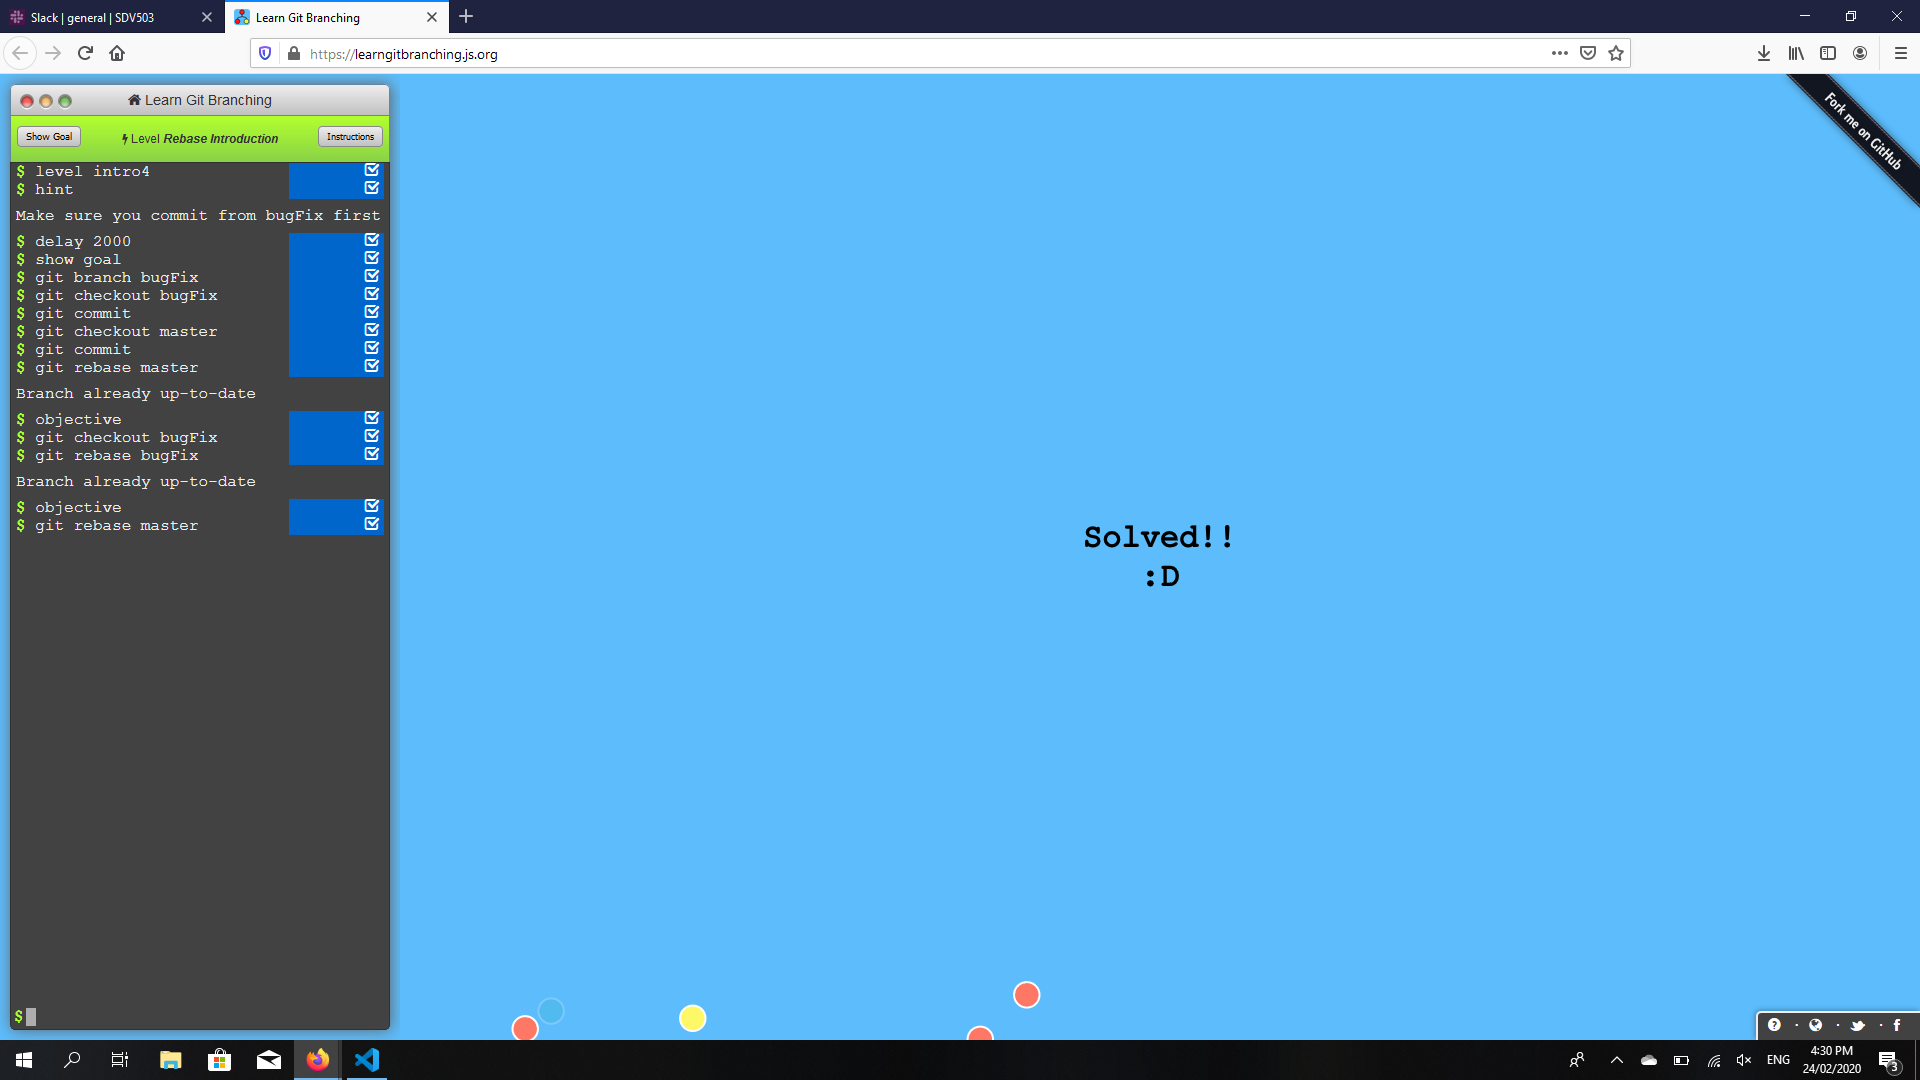 Slack | general | SDV503
Learn Git Branching
https://learngitbranching.js.org
Learn Git Branching
Show Goal
Level Rebase Introduction
Instructions
$ level intro4
$ hint
Make sure you commit from bugFix first
$ delay 2000
$ show goal
$ git branch bugFix
$ git checkout bugFix
$ git commit
$ git checkout master
$ git commit
$ git rebase master
Branch already up-to-date
$ objective
$ git checkout bugFix
$ git rebase bugFix
Branch already up-to-date
$ objective
$ git rebase master
$
Solved!!
:D
Fork me on GitHub
ENG
4:30 PM
24/02/2020
3